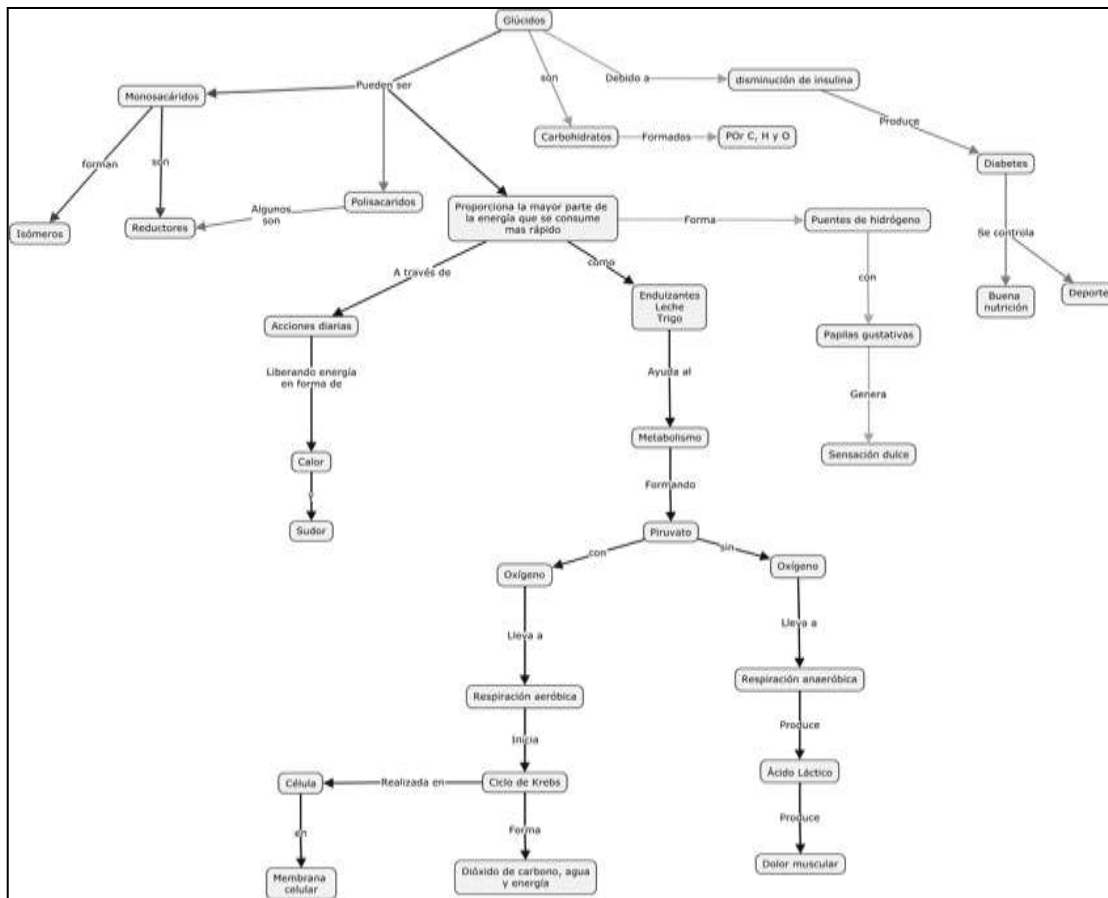 Glúcidos
Pueden ser
son
Debido a
disminución de insulina
Monosacáridos
Carbohidratos
Formados
POr C, H y O
Produce
Diabetes
forman
son
Polisacaridos
Algunos
son
Isómeros
Reductores
Proporciona la mayor parte de
la energía que se consume
mas rápido
Forma
Puentes de hidrógeno
Se controla
A través de
como
con
Buena
nutrición
Deporte
Acciones diarias
Endulzantes
Leche
Trigo
Papilas gustativas
Liberando energía
en forma de
Ayuda al
Genera
Calor
Metabolismo
Sensación dulce
y
Formando
Sudor
Piruvato
con
sin
Oxígeno
Oxígeno
Lleva a
Lleva a
Respiración aeróbica
Respiración anaeróbica
Inicia
Produce
Célula
Realizada en
Ciclo de Krebs
Ácido Láctico
en
Forma
Produce
Membrana
celular
Dióxido de carbono, agua
y energía
Dolor muscular